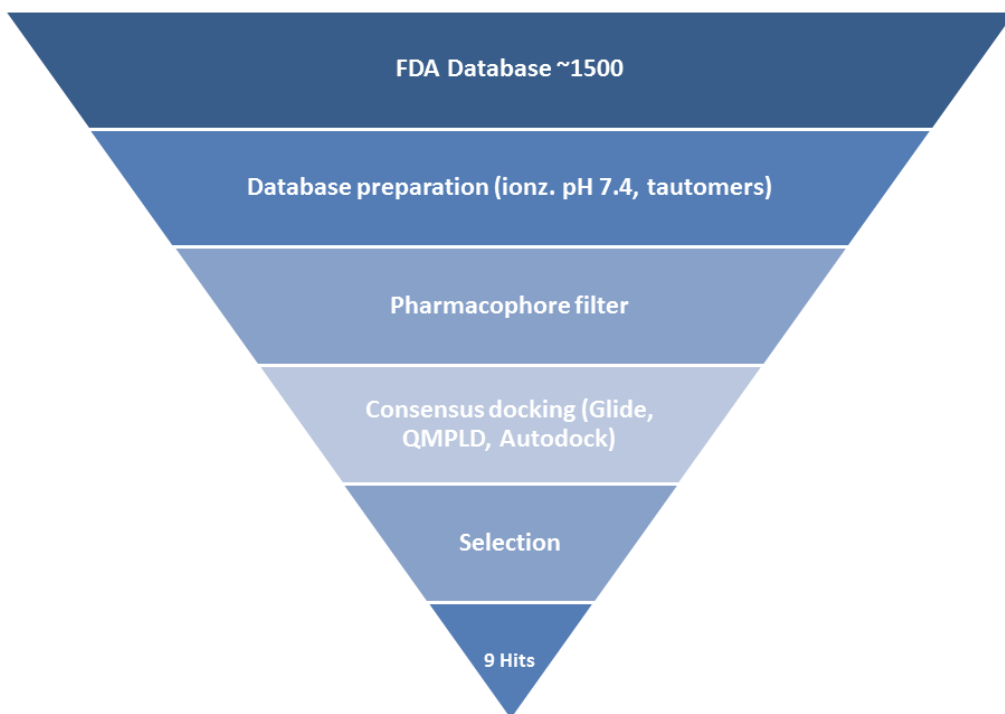 FDA Database ~1500
Database preparation (ionz. pH 7.4, tautomers)
Pharmacophore filter
Consensus docking (Glide,
QMPLD, Autodock)
Selection
9 Hits